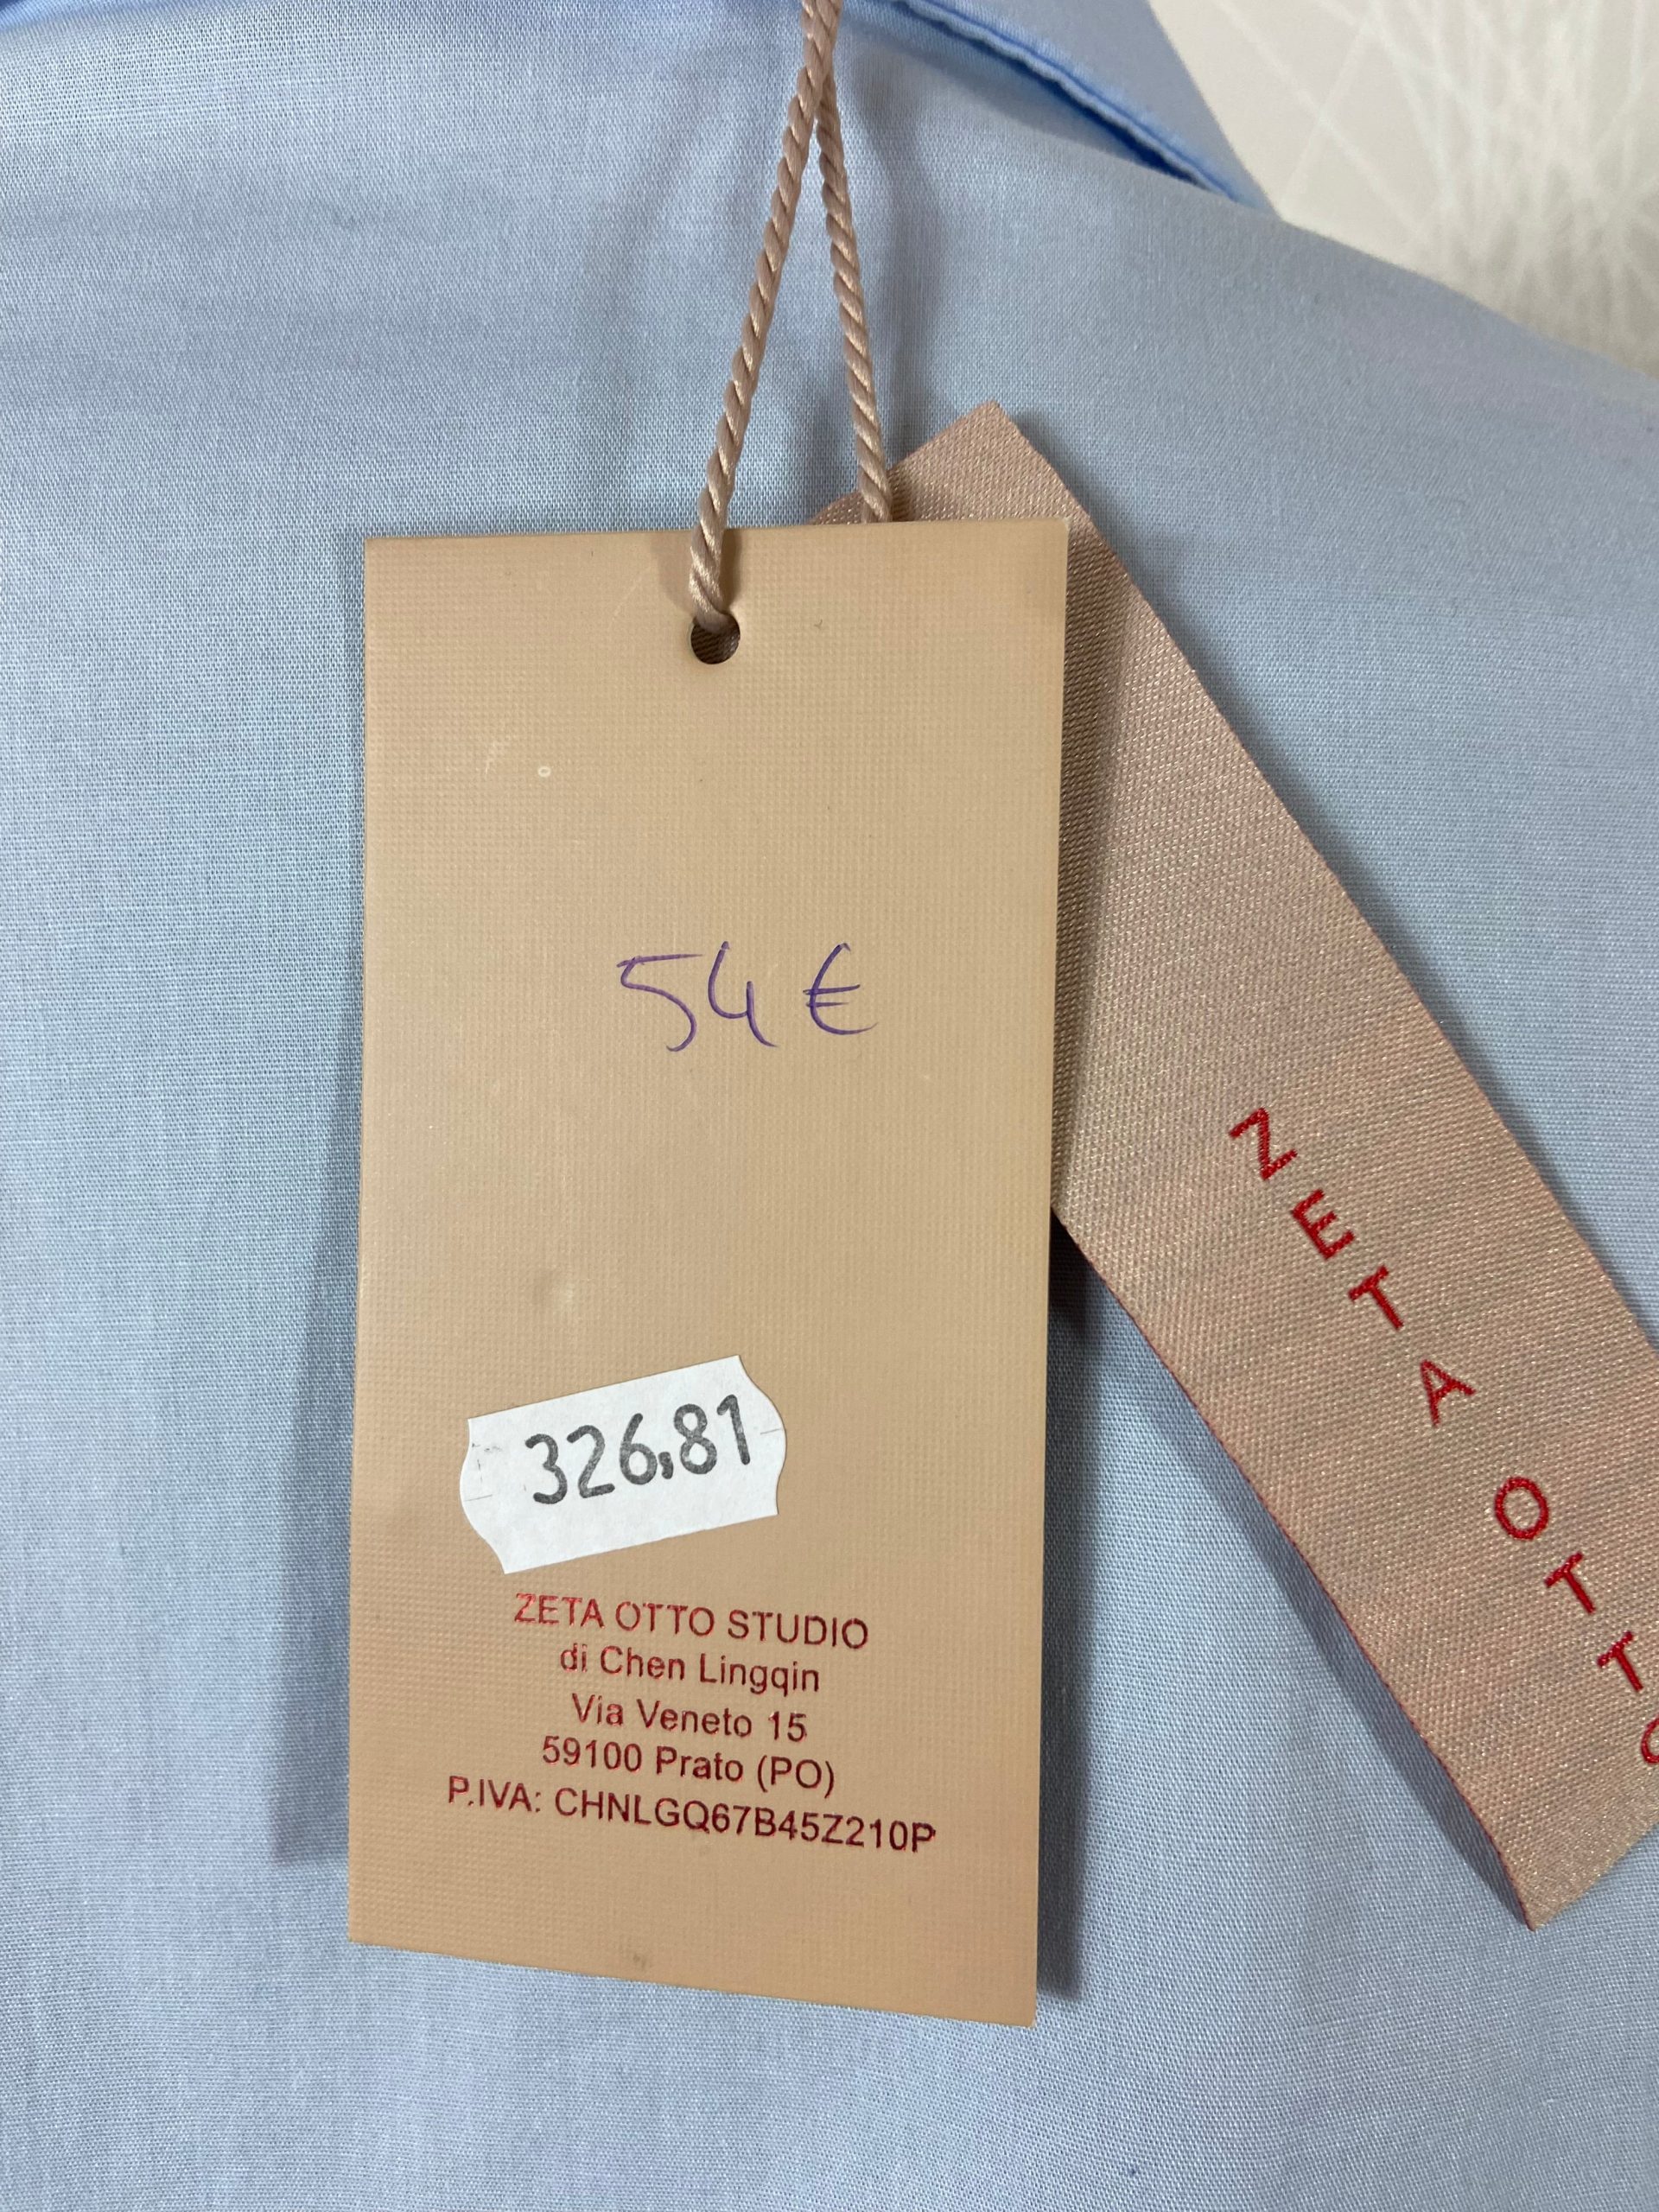 54 €
326,81
ZETA OTTO STUDIO
di Chen Lingqin
Via Veneto 15
59100 Prato (PO)
P.IVA: CHNLGQ67B45Z210P
ZETA OTTO